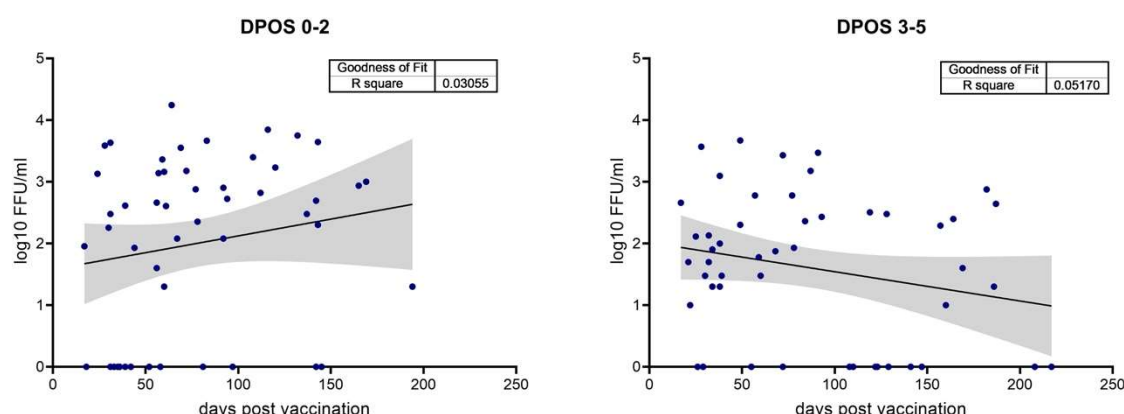 DPOS 0-2
Goodness of Fit
R square 0.03055
5
4
3
2
1
0
log10 FFU/ml
0 50 100 150 200 250
days post vaccination
DPOS 3-5
Goodness of Fit
R square 0.05170
5
4
3
2
1
0
log10 FFU/ml
0 50 100 150 200 250
days post vaccination